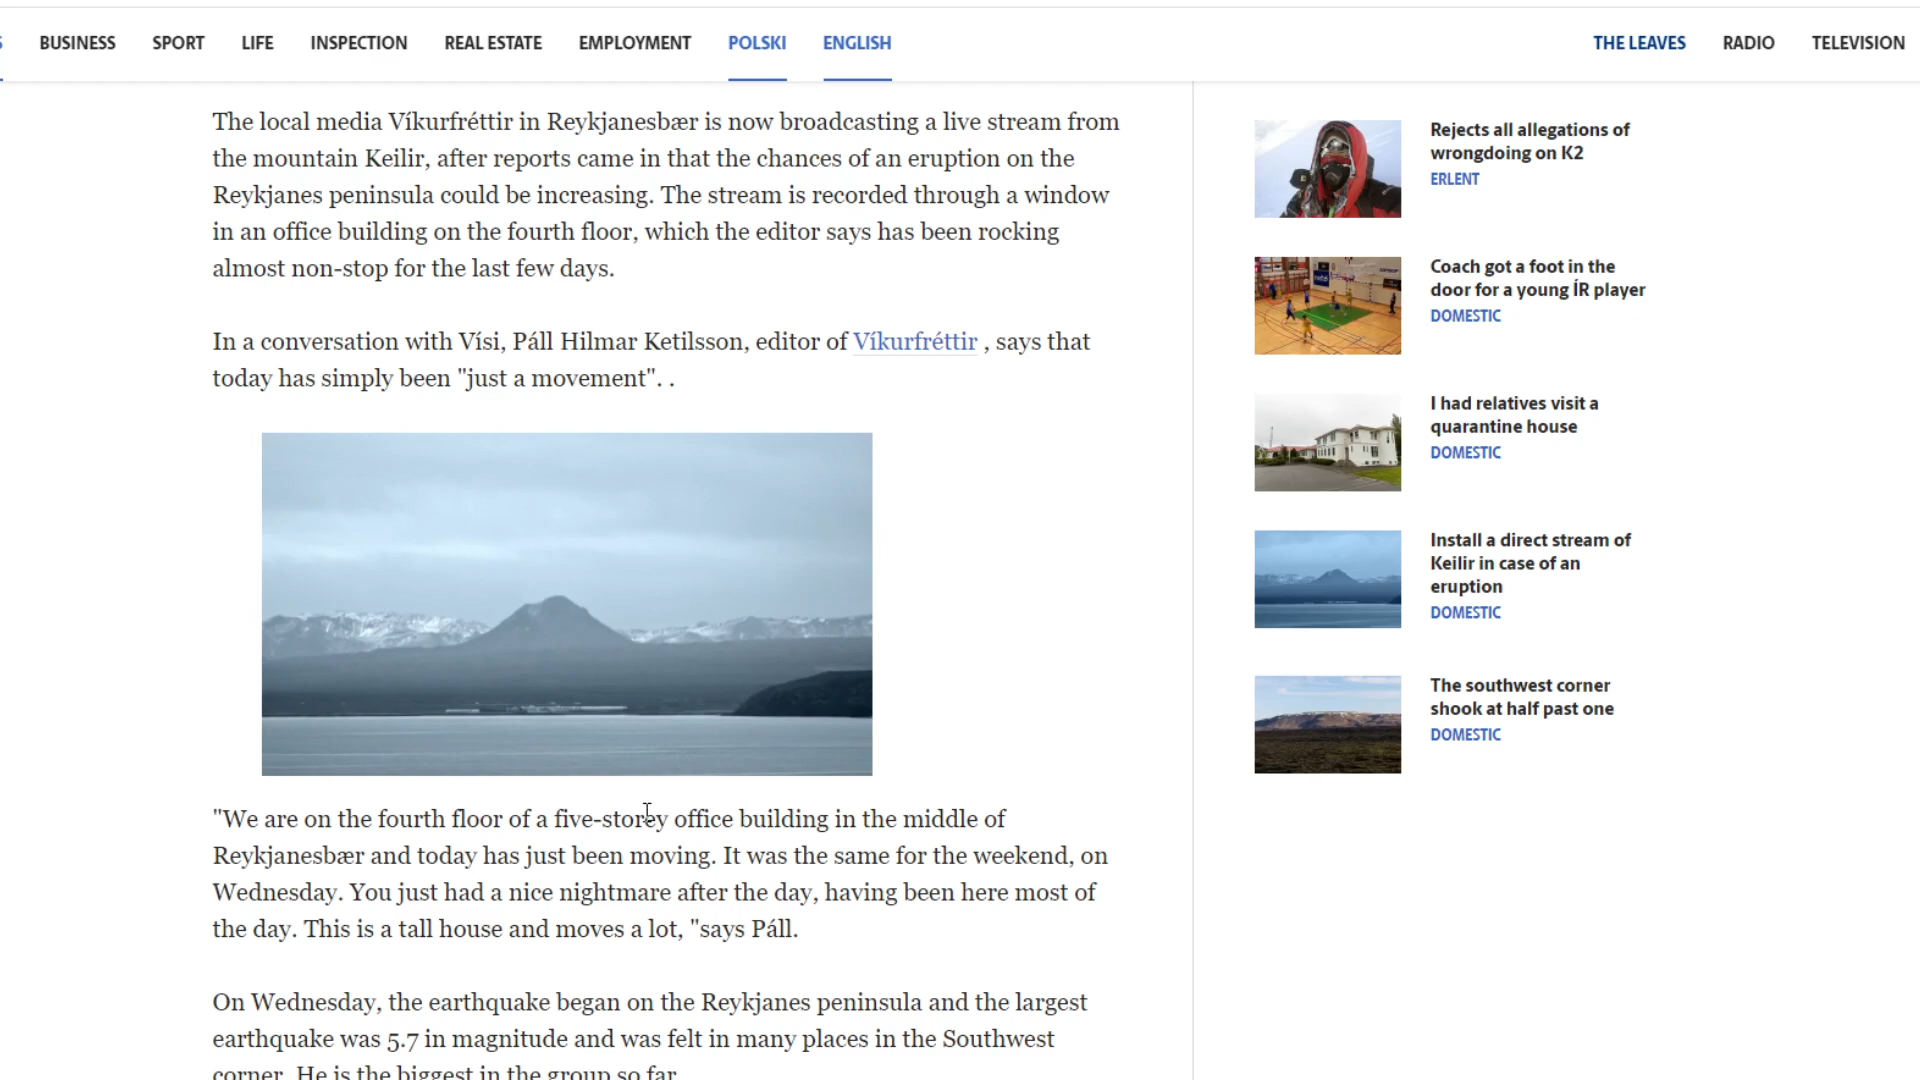 BUSINESS SPORT LIFE INSPECTION REAL ESTATE EMPLOYMENT POLSKI ENGLISH THE LEAVES RADIO TELEVISION
The local media Víkurfréttir in Reykjanesbær is now broadcasting a live stream from
the mountain Keilir, after reports came in that the chances of an eruption on the
Reykjanes peninsula could be increasing. The stream is recorded through a window
in an office building on the fourth floor, which the editor says has been rocking
almost non-stop for the last few days.
In a conversation with Vísi, Páll Hilmar Ketilsson, editor of Víkurfréttir , says that
today has simply been "just a movement". .
"We are on the fourth floor of a five-storey office building in the middle of
Reykjanesbær and today has just been moving. It was the same for the weekend, on
Wednesday. You just had a nice nightmare after the day, having been here most of
the day. This is a tall house and moves a lot, "says Páll.
On Wednesday, the earthquake began on the Reykjanes peninsula and the largest
earthquake was 5.7 in magnitude and was felt in many places in the Southwest
corner. He is the biggest in the group so far.
Rejects all allegations of
wrongdoing on K2
ERLENT
Coach got a foot in the
door for a young ÍR player
DOMESTIC
I had relatives visit a
quarantine house
DOMESTIC
Install a direct stream of
Keilir in case of an
eruption
DOMESTIC
The southwest corner
shook at half past one
DOMESTIC